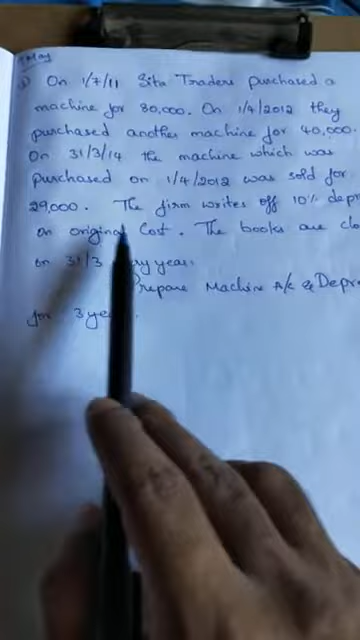 May
On 1/7/11 Sita Traders purchased a
machine for 80,000. On 1/4/2012 they
purchased another machine for 40,000.
On 31/3/14 the machine which was
purchased on 1/4/2012 was sold for
29,000. The firm writes off 10% depr
on original Cost. The books are clo
on 31/3 year.
Prepare Machine A/c & Depr
for 3